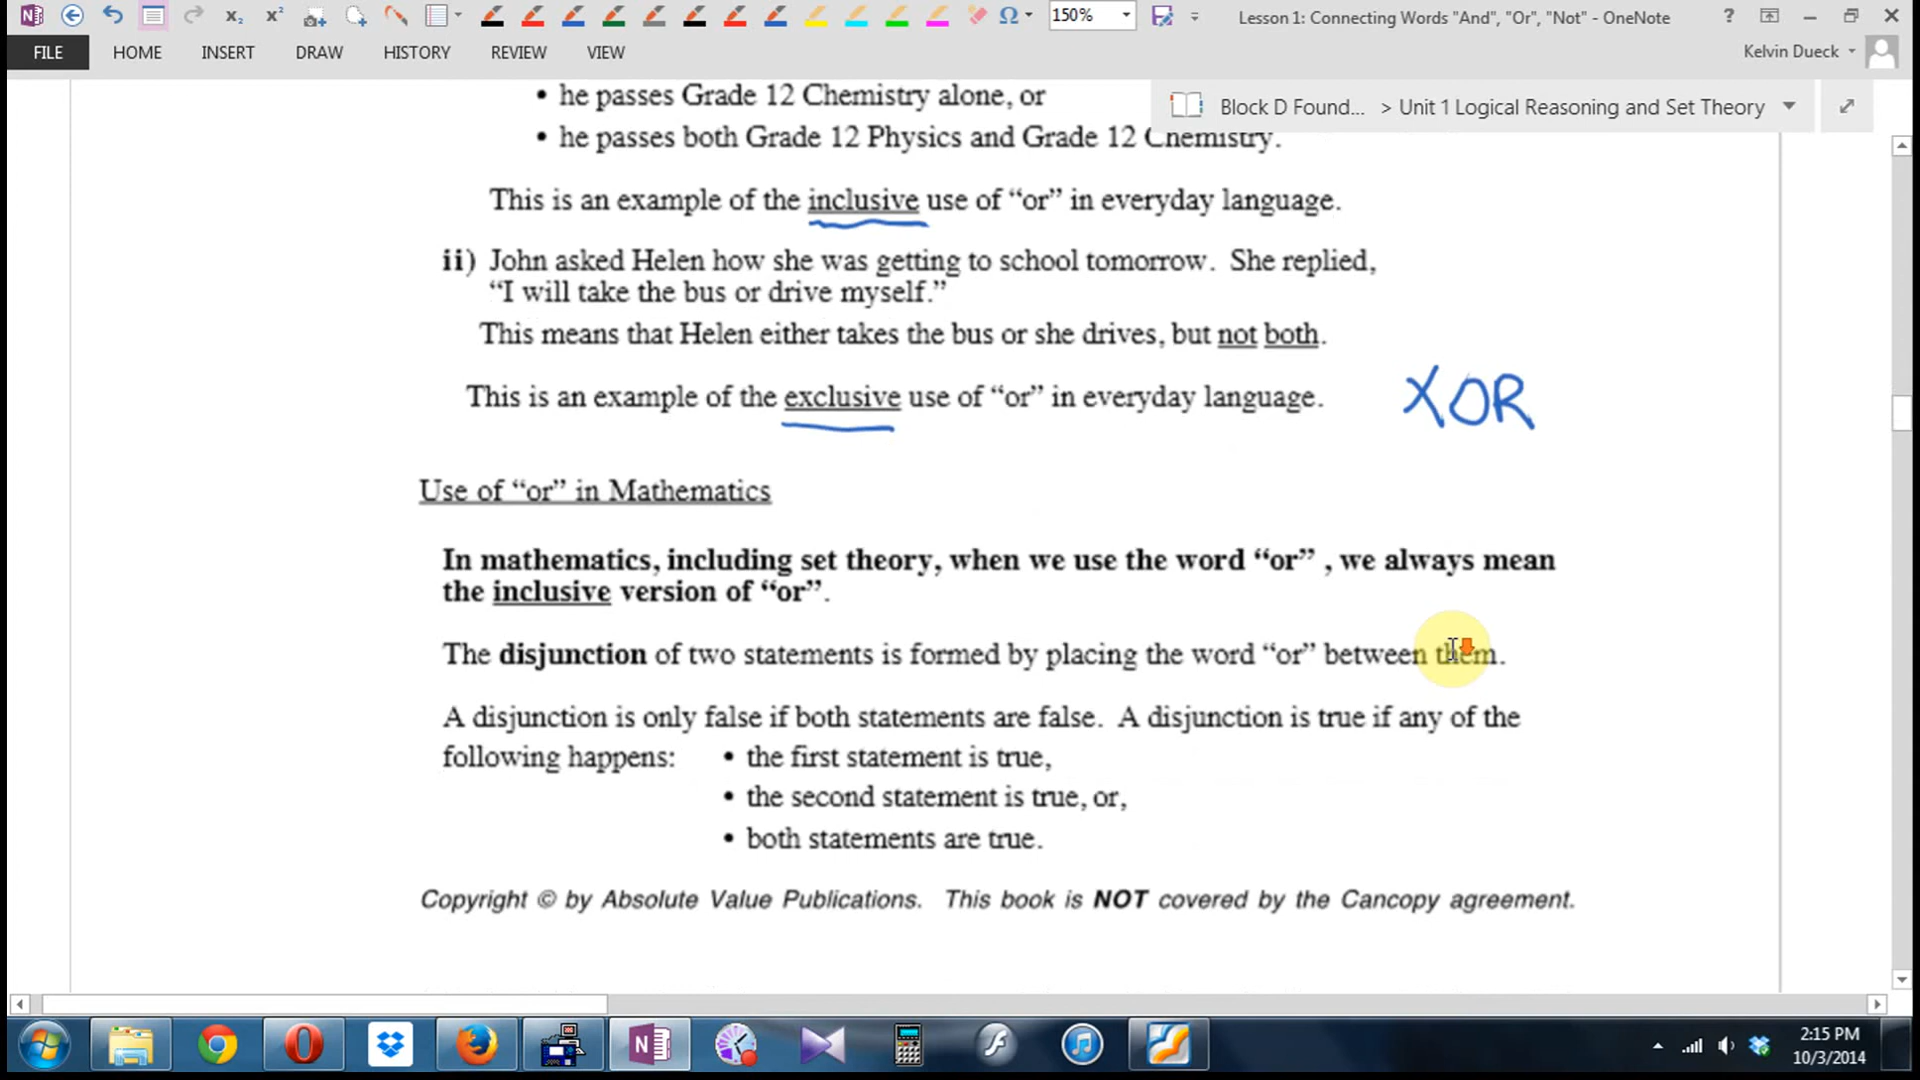 150%
Lesson 1: Connecting Words "And", "Or", "Not" - OneNote
?
FILE HOME INSERT DRAW HISTORY REVIEW VIEW
Kelvin Dueck
Block D Found... > Unit 1 Logical Reasoning and Set Theory
• he passes Grade 12 Chemistry alone, or
• he passes both Grade 12 Physics and Grade 12 Chemistry.
This is an example of the inclusive use of “or” in everyday language.
ii) John asked Helen how she was getting to school tomorrow. She replied,
“I will take the bus or drive myself.”
This means that Helen either takes the bus or she drives, but not both.
This is an example of the exclusive use of “or” in everyday language.
XOR
Use of “or” in Mathematics
In mathematics, including set theory, when we use the word “or” , we always mean
the inclusive version of “or”.
The disjunction of two statements is formed by placing the word “or” between them.
A disjunction is only false if both statements are false. A disjunction is true if any of the
following happens: • the first statement is true,
• the second statement is true, or,
• both statements are true.
Copyright © by Absolute Value Publications. This book is NOT covered by the Cancopy agreement.
2:15 PM
10/3/2014